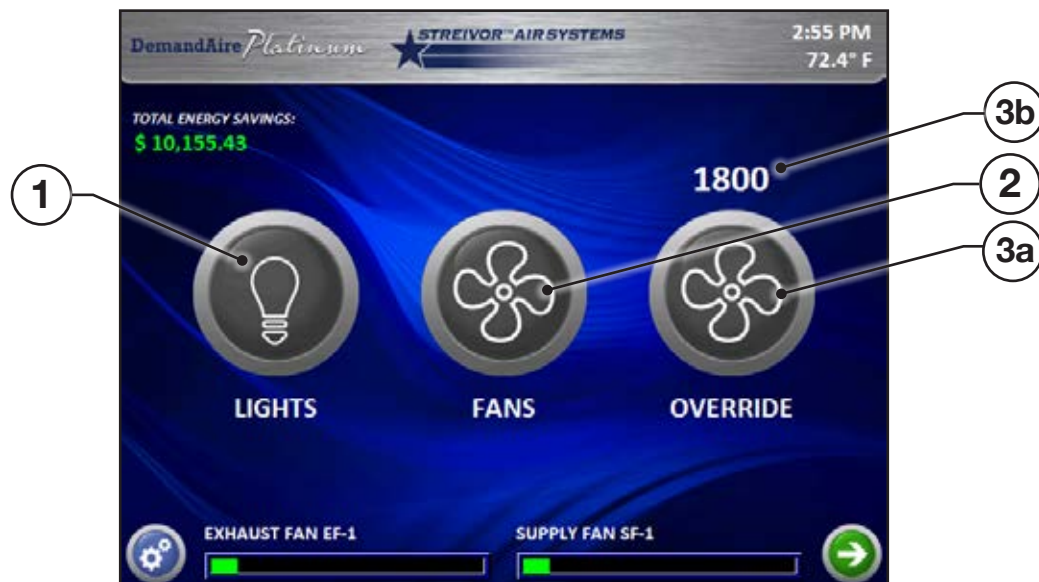 DemandAire Platinum
STREIVOR™ AIR SYSTEMS
2:55 PM
72.4° F
TOTAL ENERGY SAVINGS:
$ 10,155.43
1800
3b
1
2
3a
LIGHTS
FANS
OVERRIDE
EXHAUST FAN EF-1
SUPPLY FAN SF-1